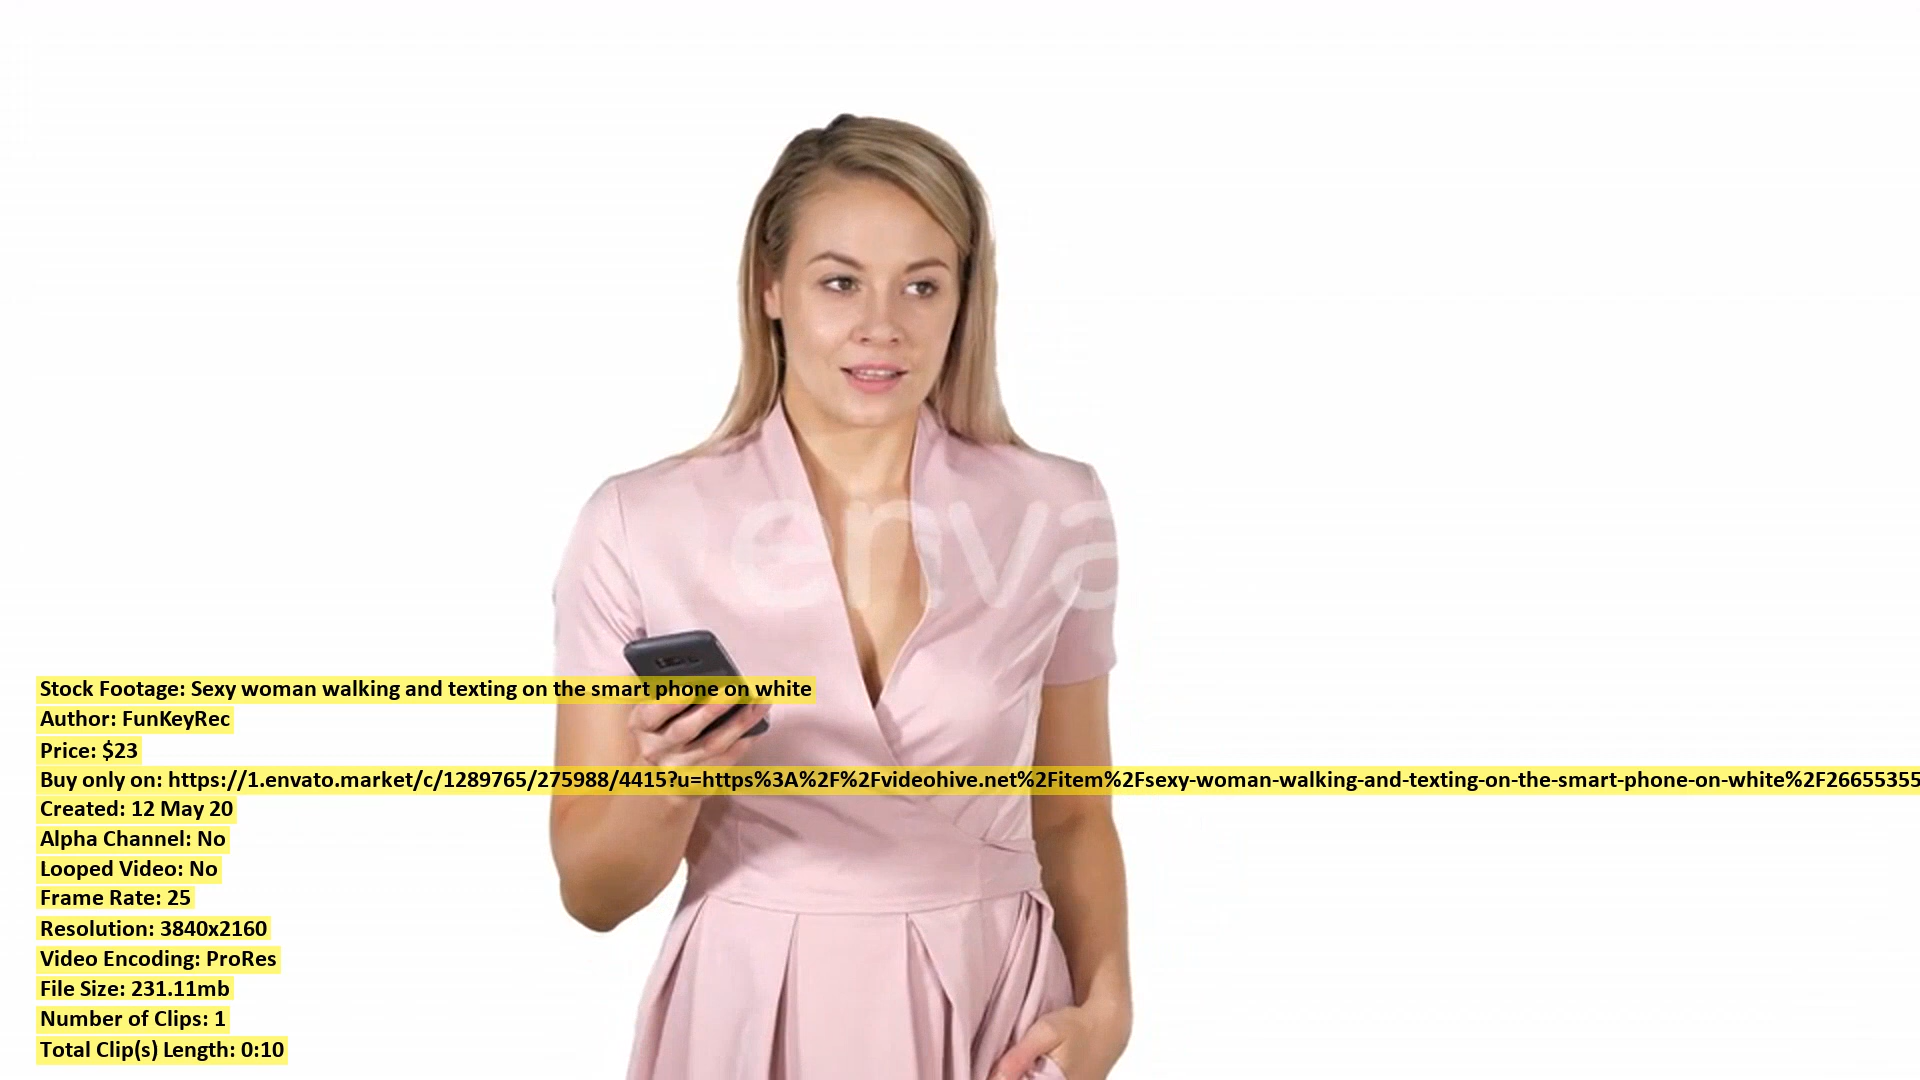 enva
Stock Footage: Sexy woman walking and texting on the smart phone on white
Author: FunKeyRec
Price: $23
Buy only on: https://1.envato.market/c/1289765/275988/4415?u=https%3A%2F%2Fvideohive.net%2Fitem%2Fsexy-woman-walking-and-texting-on-the-smart-phone-on-white%2F26655355
Created: 12 May 20
Alpha Channel: No
Looped Video: No
Frame Rate: 25
Resolution: 3840x2160
Video Encoding: ProRes
File Size: 231.11mb
Number of Clips: 1
Total Clip(s) Length: 0:10